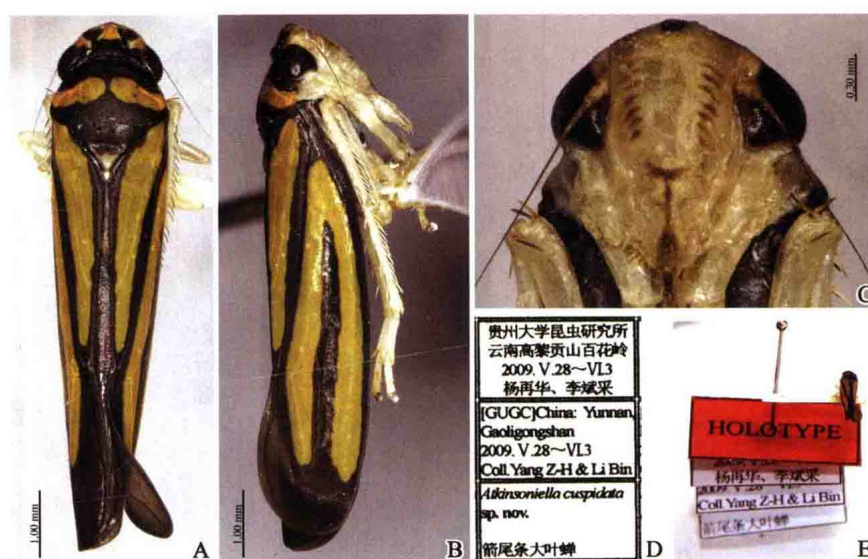 1.00 mm
A
1.00 mm
B
0.30 mm
C
贵州大学昆虫研究所
云南高黎贡山百花岭
2009. V .28～VI.3
杨再华、李斌采
[GUGC]China: Yunnan,
Gaoligongshan
2009. V .28～VI.3
Coll.Yang Z-H & Li Bin
Atkinsoniella cuspidata
sp. nov.
箭尾条大叶蝉
D
HOLOTYPE
杨再华、李斌采
Coll.Yang Z-H & Li Bin
箭尾条大叶蝉
E